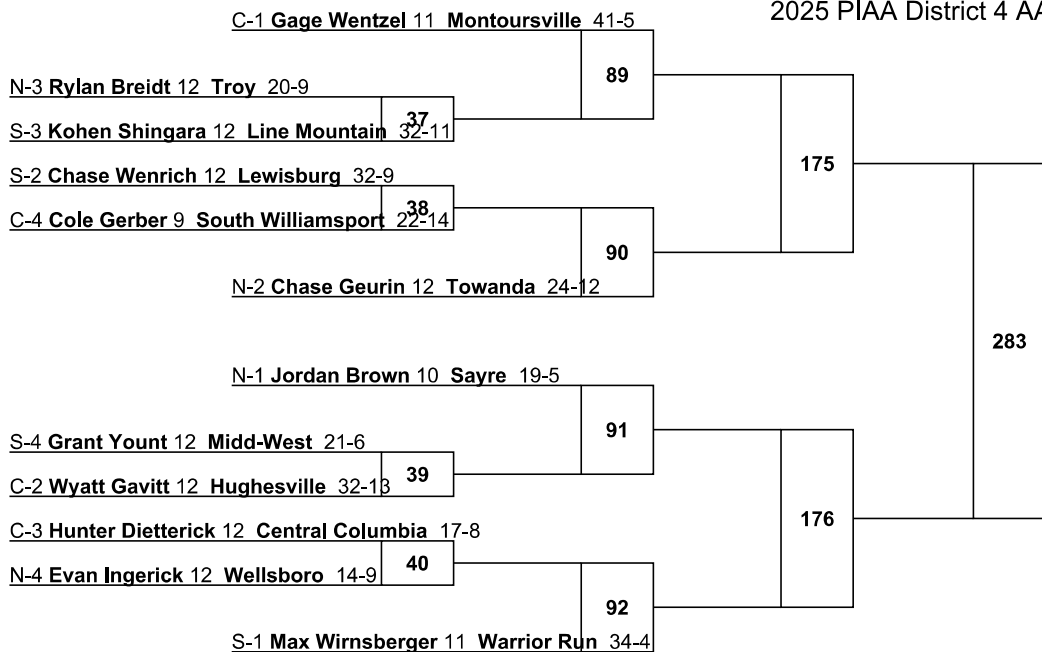 2025 PIAA District 4 AA
C-1 Gage Wentzel 11 Montoursville 41-5
89
N-3 Rylan Breidt 12 Troy 20-9
37
S-3 Kohen Shingara 12 Line Mountain 32-11
175
S-2 Chase Wenrich 12 Lewisburg 32-9
38
C-4 Cole Gerber 9 South Williamsport 22-14
90
N-2 Chase Geurin 12 Towanda 24-12
283
N-1 Jordan Brown 10 Sayre 19-5
91
S-4 Grant Yount 12 Midd-West 21-6
39
C-2 Wyatt Gavitt 12 Hughesville 32-13
176
C-3 Hunter Dietterick 12 Central Columbia 17-8
40
N-4 Evan Ingerick 12 Wellsboro 14-9
92
S-1 Max Wirnsberger 11 Warrior Run 34-4